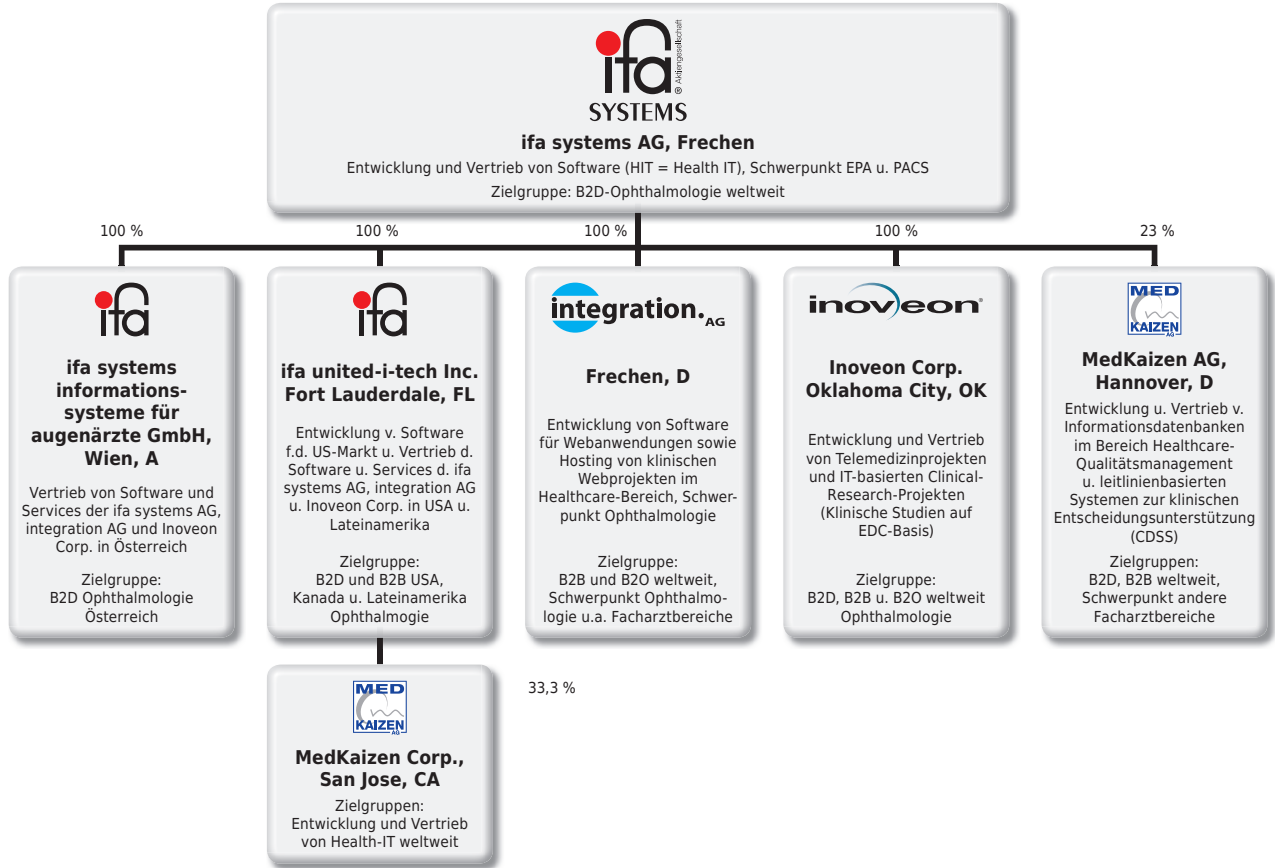 ifa
® Aktiengesellschaft
SYSTEMS
ifa systems AG, Frechen
Entwicklung und Vertrieb von Software (HIT = Health IT), Schwerpunkt EPA u. PACS
Zielgruppe: B2D-Ophthalmologie weltweit
100 %
100 %
100 %
100 %
23 %
ifa
ifa systems
informations-
systeme für
augenärzte GmbH,
Wien, A
Vertrieb von Software und
Services der ifa systems AG,
integration AG und Inoveon
Corp. in Österreich
Zielgruppe:
B2D Ophthalmologie
Österreich
ifa
ifa united-i-tech Inc.
Fort Lauderdale, FL
Entwicklung v. Software
f.d. US-Markt u. Vertrieb d.
Software u. Services d. ifa
systems AG, integration AG
u. Inoveon Corp. in USA u.
Lateinamerika
Zielgruppe:
B2D und B2B USA,
Kanada u. Lateinamerika
Ophthalmogie
integration. AG
Frechen, D
Entwicklung von Software
für Webanwendungen sowie
Hosting von klinischen
Webprojekten im
Healthcare-Bereich, Schwer-
punkt Ophthalmologie
Zielgruppe:
B2B und B2O weltweit,
Schwerpunkt Ophthalmo-
logie u.a. Facharztbereiche
inoveon®
Inoveon Corp.
Oklahoma City, OK
Entwicklung und Vertrieb
von Telemedizinprojekten
und IT-basierten Clinical-
Research-Projekten
(Klinische Studien auf
EDC-Basis)
Zielgruppe:
B2D, B2B u. B2O weltweit
Ophthalmologie
MED
KAIZEN
AG
MedKaizen AG,
Hannover, D
Entwicklung u. Vertrieb v.
Informationsdatenbanken
im Bereich Healthcare-
Qualitätsmanagement
u. leitlinienbasierten
Systemen zur klinischen
Entscheidungsunterstützung
(CDSS)
Zielgruppen:
B2D, B2B weltweit,
Schwerpunkt andere
Facharztbereiche
33,3 %
MED
KAIZEN
AG
MedKaizen Corp.,
San Jose, CA
Zielgruppen:
Entwicklung und Vertrieb
von Health-IT weltweit